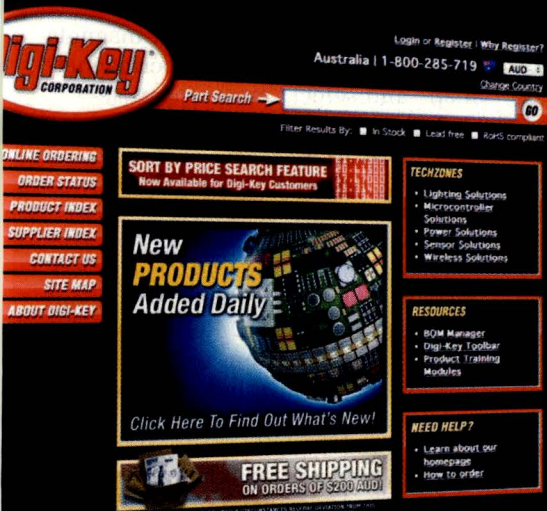 Login or Register | Why Register?
Australia | 1-800-285-719 AUD
Change Country
Digi-Key
CORPORATION
Part Search GO
Filter Results By: In Stock Lead free RoHS compliant
ONLINE ORDERING
ORDER STATUS
PRODUCT INDEX
SUPPLIER INDEX
CONTACT US
SITE MAP
ABOUT DIGI-KEY
SORT BY PRICE SEARCH FEATURE
Now Available for Digi-Key Customers
New
PRODUCTS
Added Daily
Click Here To Find Out What's New!
FREE SHIPPING
ON ORDERS OF $200 AUD!
TECHZONES
• Lighting Solutions
• Microcontroller
Solutions
• Power Solutions
• Sensor Solutions
• Wireless Solutions
RESOURCES
• BOM Manager
• Digi-Key Toolbar
• Product Training
Modules
NEED HELP?
• Learn about our
homepage
• How to order